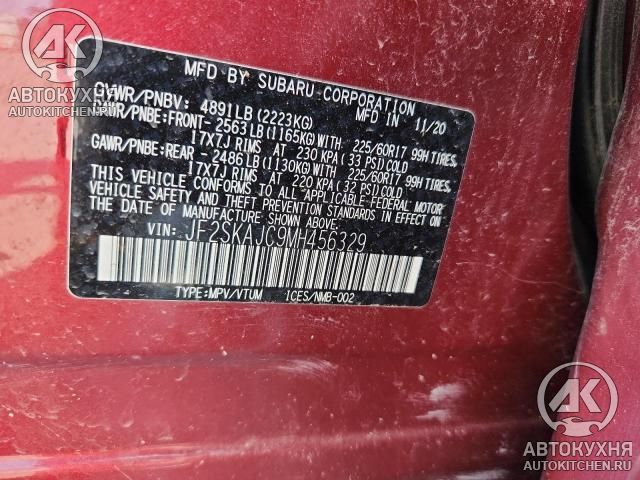 AK
АВТОКУХНЯ
AUTOKITCHEN.RU
MFD BY SUBARU CORPORATION
MFD IN 11/20
GVWR/PNBV: 4891LB(2223KG)
GAWR/PNBE:FRONT-2563LB(1165KG)WITH 225/60R17 99H TIRES,
17X7J RIMS AT 230 KPA (33 PSI)COLD
GAWR/PNBE:REAR -2486LB(1130KG)WITH 225/60R17 99H TIRES,
17X7J RIMS AT 220 KPA (32 PSI)COLD
THIS VEHICLE CONFORMS TO ALL APPLICABLE FEDERAL MOTOR
VEHICLE SAFETY AND THEFT PREVENTION STANDARDS IN EFFECT
ON THE DATE OF MANUFACTURE SHOWN ABOVE.
VIN: JF2SKAJC9MH456329
TYPE:MPV/VTUM 1CES/NMB-002
AK
АВТОКУХНЯ
AUTOKITCHEN.RU